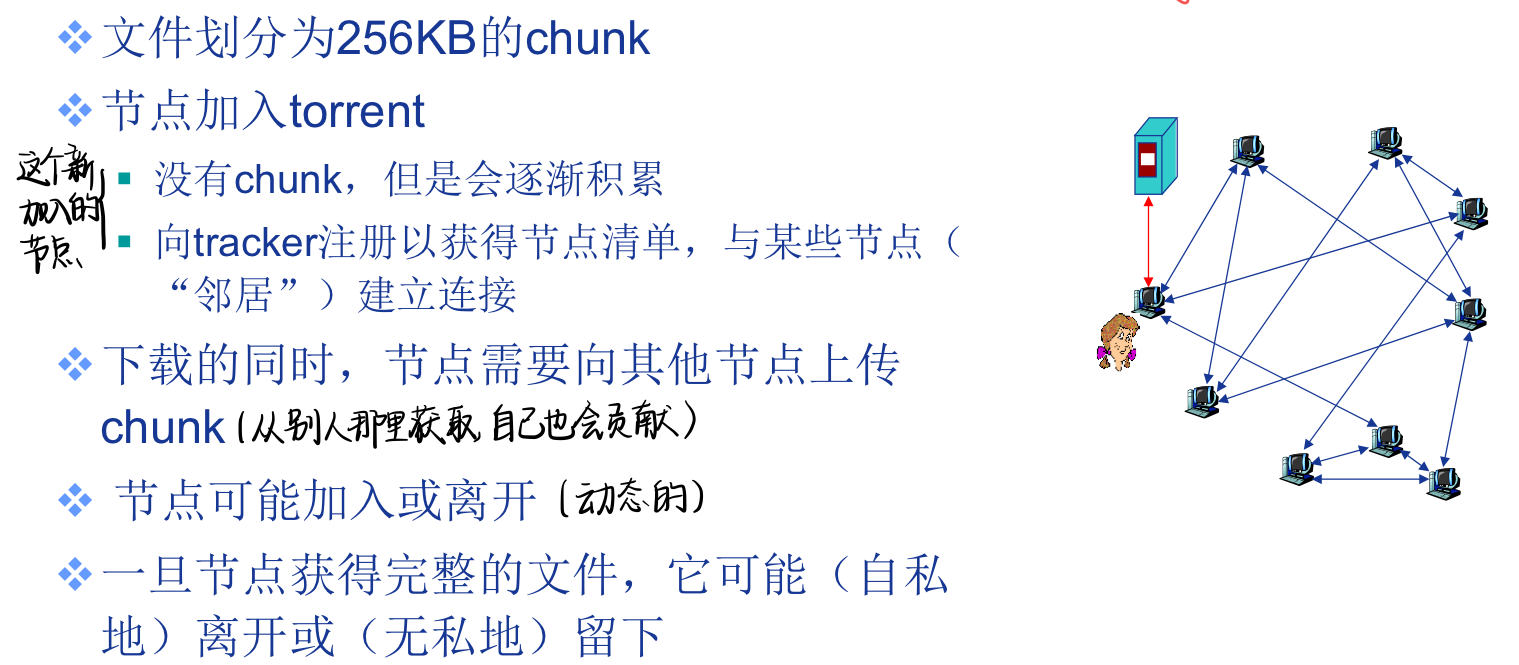 文件划分为256KB的chunk
节点加入torrent
这个新
加入的
节点
没有chunk，但是会逐渐积累
向tracker注册以获得节点清单，与某些节点（
“邻居”）建立连接
下载的同时，节点需要向其他节点上传
chunk（从别人那里获取 自己也会贡献）
节点可能加入或离开（动态的）
一旦节点获得完整的文件，它可能（自私
地）离开或（无私地）留下